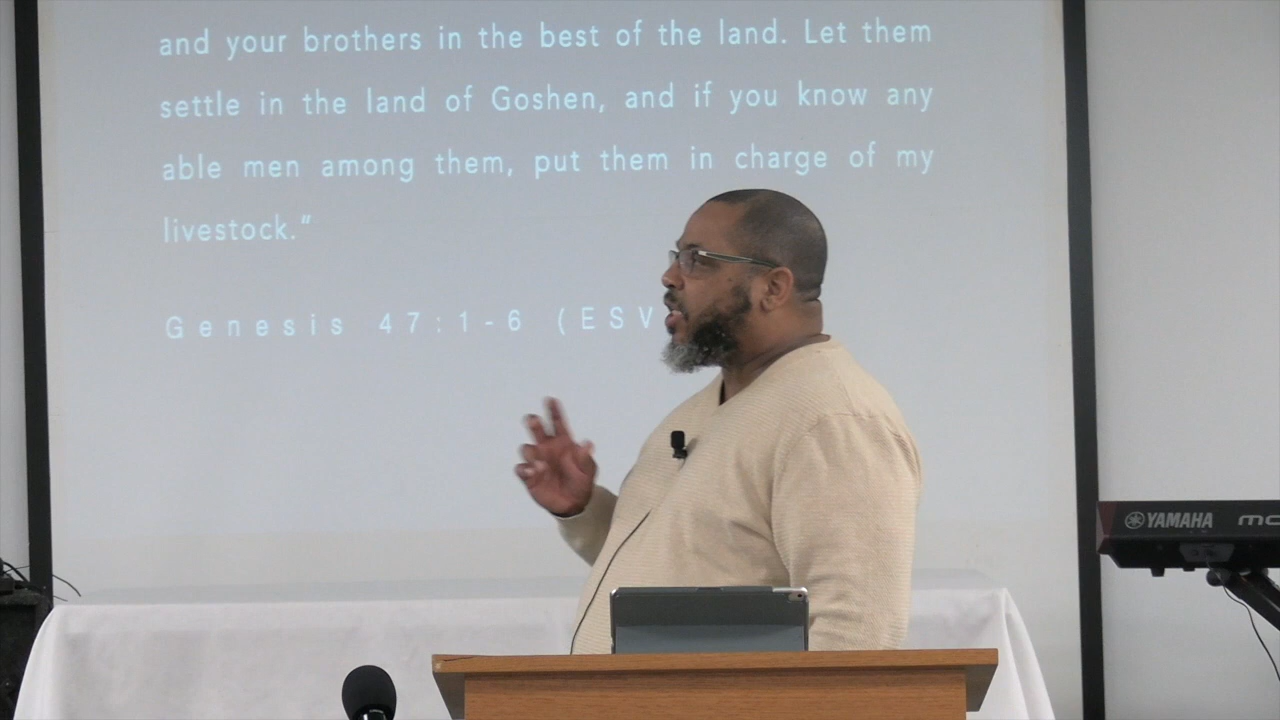 and your brothers in the best of the land. Let them
settle in the land of Goshen, and if you know any
able men among them, put them in charge of my
livestock.“
Genesis 47:1-6 (ESV
YAMAHA